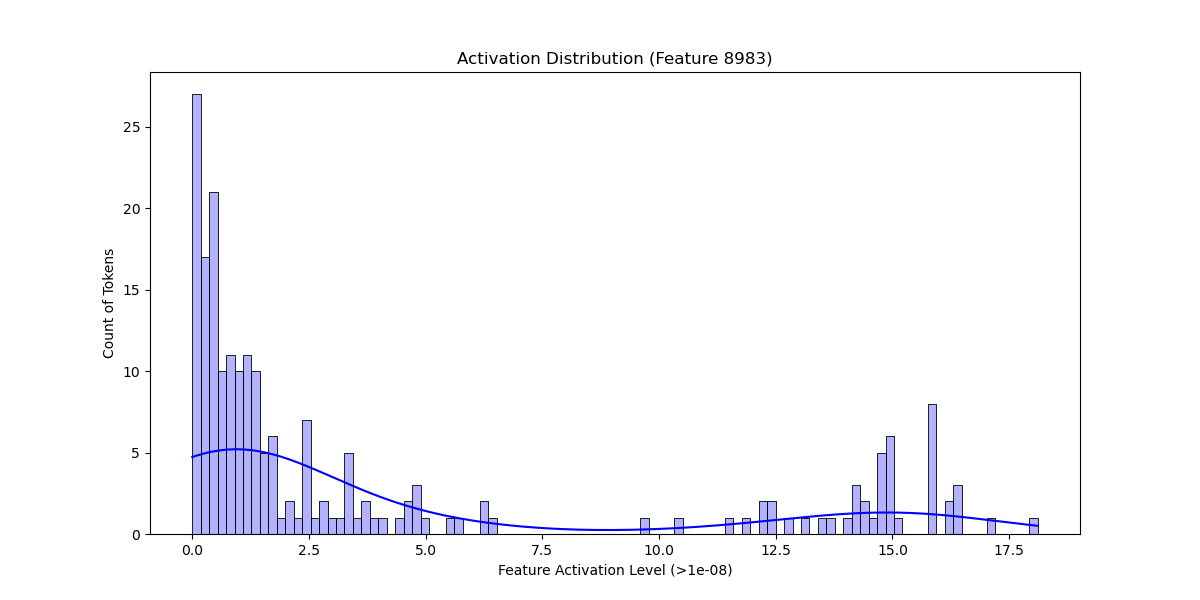 Activation Distribution (Feature 8983)
Count of Tokens
25
20
15
10
5
0
0.0 2.5 5.0 7.5 10.0 12.5 15.0 17.5
Feature Activation Level (>1e-08)